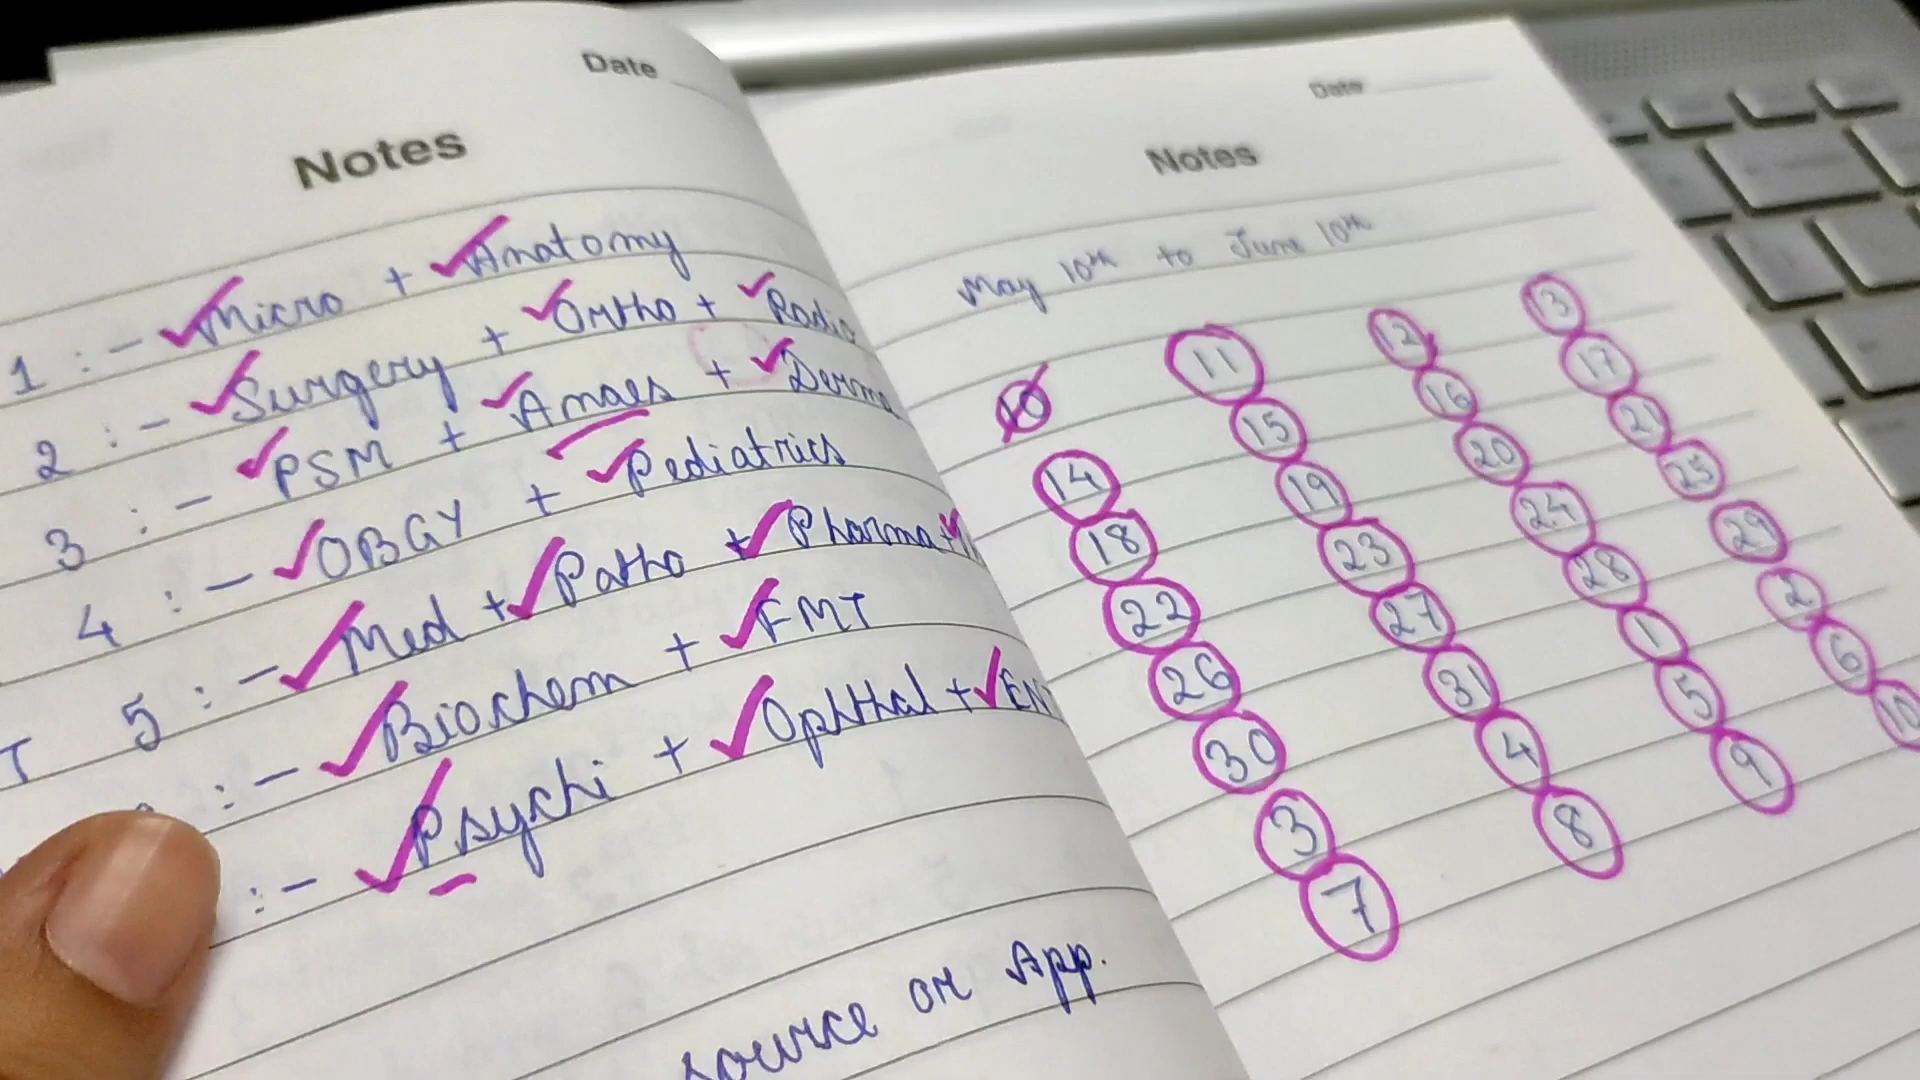 Date
Notes
1 :- Micro + Anatomy
2 :- Surgery + Ortho + Radio
3 :- PSM + Anaes + Derma
4 :- OBGY + Pediatrics
5 :- Med + Patho + Pharma +
:- Biochem + FMT
:- Psychi + Ophthal + ENT
source or App.
Date
Notes
May 10th to June 10th
10 11 12 13
14 15 16 17
18 19 20 21
22 23 24 25
26 27 28 29
30 31 1 2
3 4 5 6
7 8 9 10